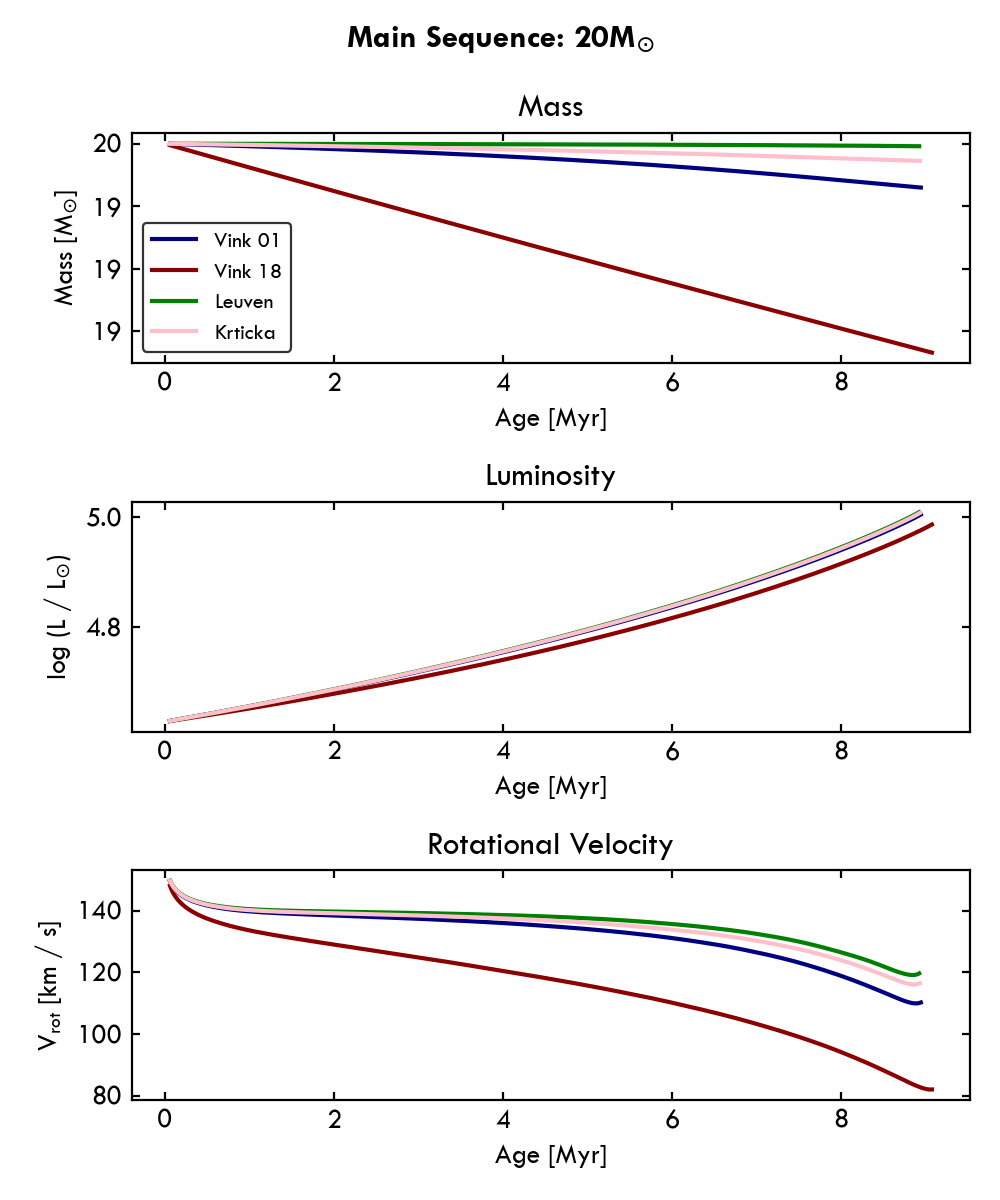 Main Sequence: 20M☉
Mass
Mass [M☉]
20
19
19
19
Vink 01
Vink 18
Leuven
Krticka
0 2 4 6 8
Age [Myr]
Luminosity
log (L / L☉)
5.0
4.8
0 2 4 6 8
Age [Myr]
Rotational Velocity
Vrot [km / s]
140
120
100
80
0 2 4 6 8
Age [Myr]